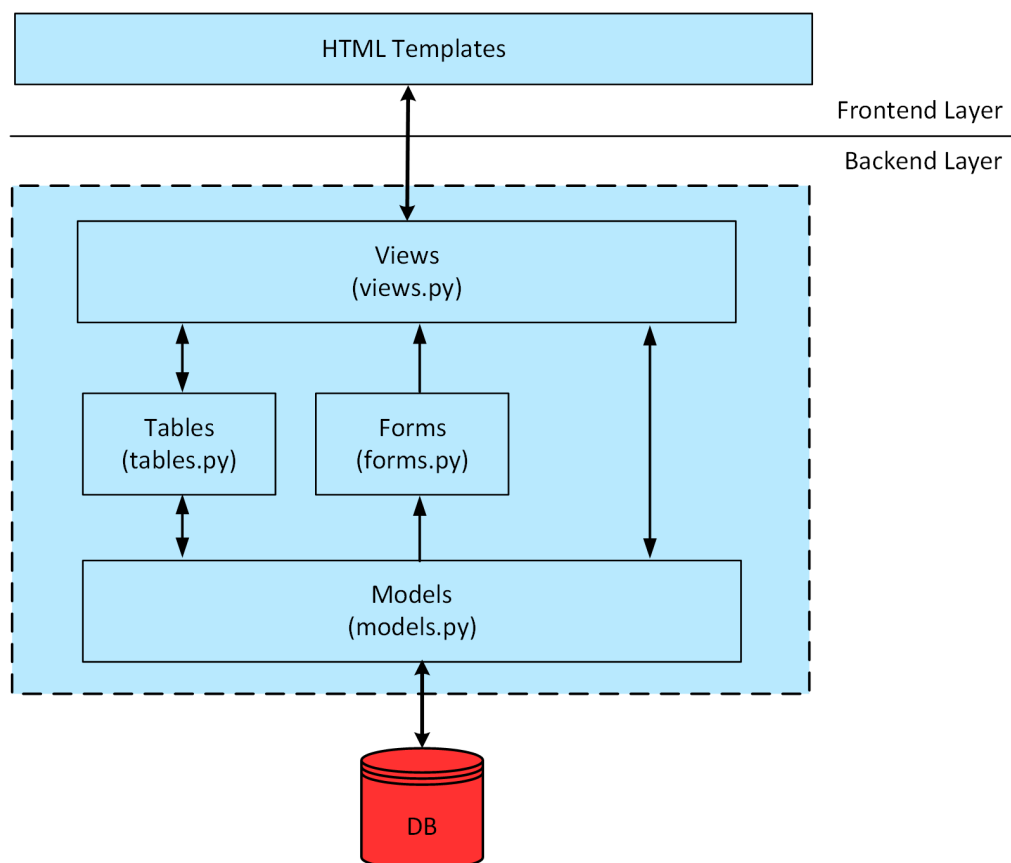 HTML Templates
Frontend Layer
Backend Layer
Views
(views.py)
Tables
(tables.py)
Forms
(forms.py)
Models
(models.py)
DB